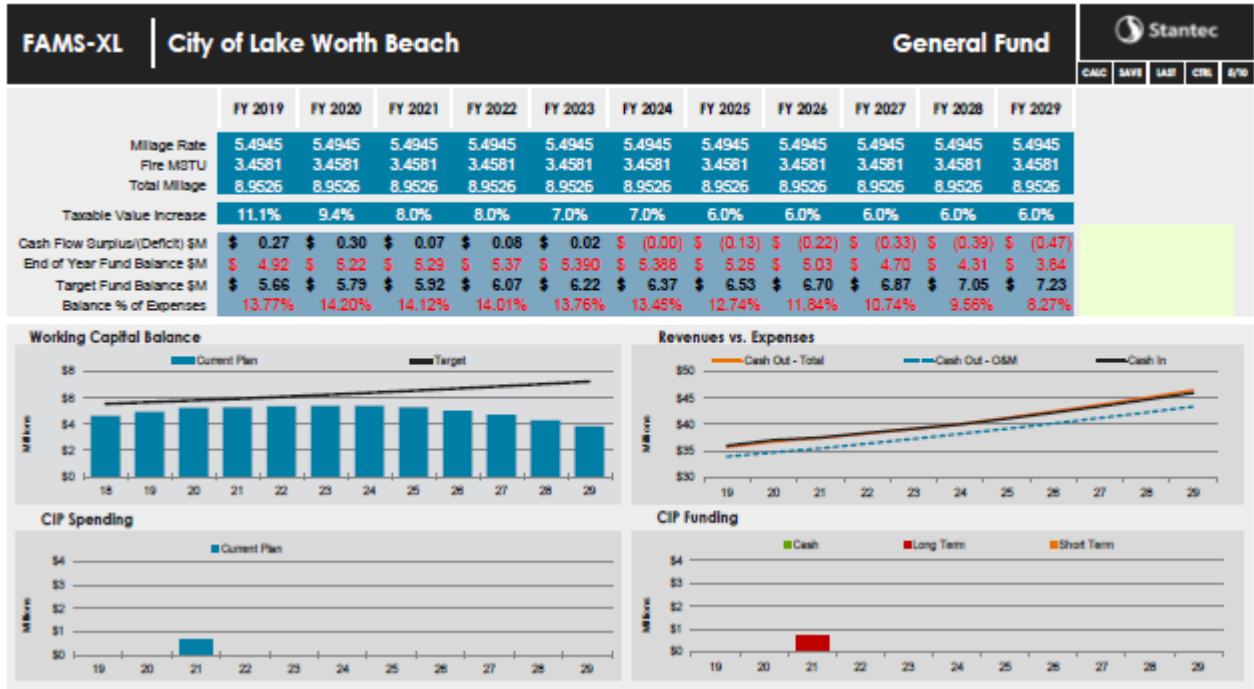 FAMS-XL City of Lake Worth Beach General Fund Stantec
CALC SAVE LAST CTRL 5/10
FY 2019 FY 2020 FY 2021 FY 2022 FY 2023 FY 2024 FY 2025 FY 2026 FY 2027 FY 2028 FY 2029
Millage Rate 5.4945 5.4945 5.4945 5.4945 5.4945 5.4945 5.4945 5.4945 5.4945 5.4945 5.4945
Fire MSTU 3.4581 3.4581 3.4581 3.4581 3.4581 3.4581 3.4581 3.4581 3.4581 3.4581 3.4581
Total Millage 8.9526 8.9526 8.9526 8.9526 8.9526 8.9526 8.9526 8.9526 8.9526 8.9526 8.9526
Taxable Value Increase 11.1% 9.4% 8.0% 8.0% 7.0% 7.0% 6.0% 6.0% 6.0% 6.0% 6.0%
Cash Flow Surplus/(Deficit) $M $ 0.27 $ 0.30 $ 0.07 $ 0.08 $ 0.02 $ (0.00) $ (0.13) $ (0.22) $ (0.33) $ (0.39) $ (0.47)
End of Year Fund Balance $M $ 4.92 $ 5.22 $ 5.29 $ 5.37 $ 5.390 $ 5.388 $ 5.25 $ 5.03 $ 4.70 $ 4.31 $ 3.84
Target Fund Balance $M $ 5.66 $ 5.79 $ 5.92 $ 6.07 $ 6.22 $ 6.37 $ 6.53 $ 6.70 $ 6.87 $ 7.05 $ 7.23
Balance % of Expenses 13.77% 14.20% 14.12% 14.01% 13.76% 13.45% 12.74% 11.84% 10.74% 9.56% 8.27%
Working Capital Balance
Current Plan Target
$8
$6
$4
$2
$0
Millions
18 19 20 21 22 23 24 25 26 27 28 29
Revenues vs. Expenses
Cash Out - Total Cash Out - O&M Cash In
$50
$45
$40
$35
$30
Millions
19 20 21 22 23 24 25 26 27 28 29
CIP Spending
Current Plan
$4
$3
$2
$1
$0
Millions
19 20 21 22 23 24 25 26 27 28 29
CIP Funding
Cash Long Term Short Term
$4
$3
$2
$1
$0
Millions
19 20 21 22 23 24 25 26 27 28 29